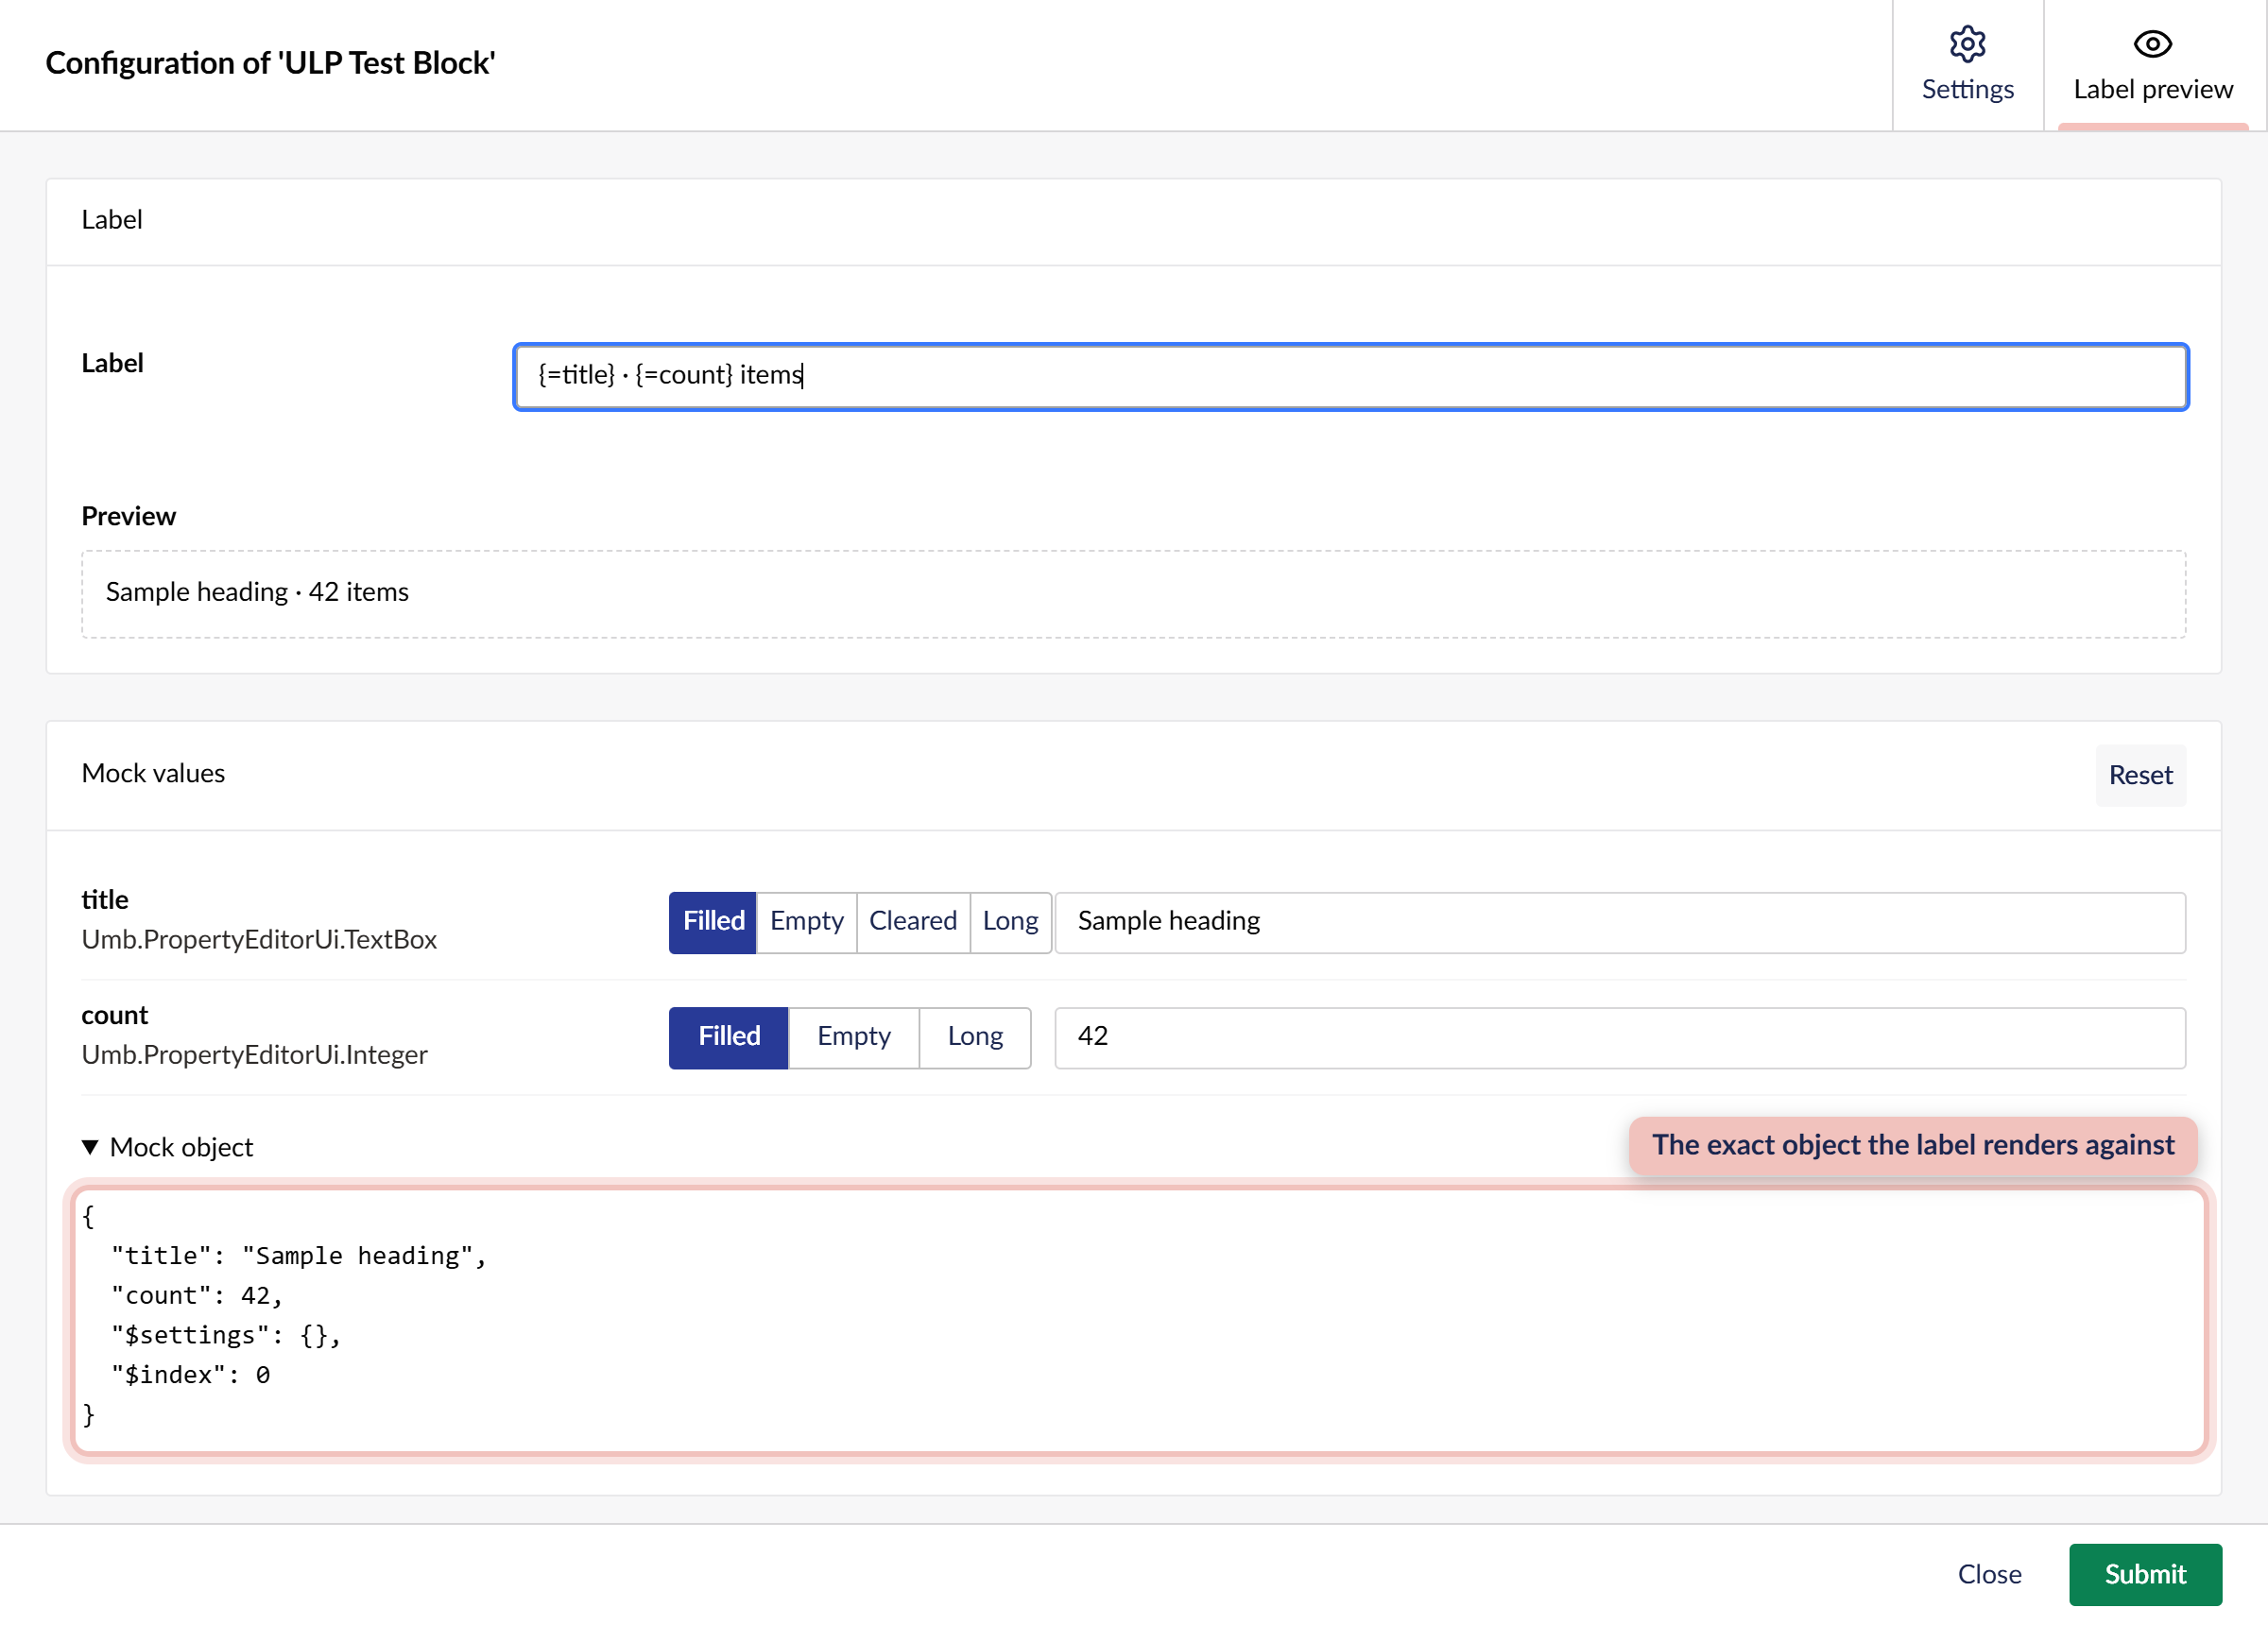 Configuration of 'ULP Test Block'
Settings
Label preview
Label
Label
{=title} · {=count} items
Preview
Sample heading · 42 items
Mock values
Reset
title
Umb.PropertyEditorUi.TextBox
Filled
Empty
Cleared
Long
Sample heading
count
Umb.PropertyEditorUi.Integer
Filled
Empty
Long
42
Mock object
The exact object the label renders against
{
  "title": "Sample heading",
  "count": 42,
  "$settings": {},
  "$index": 0
}
Close
Submit